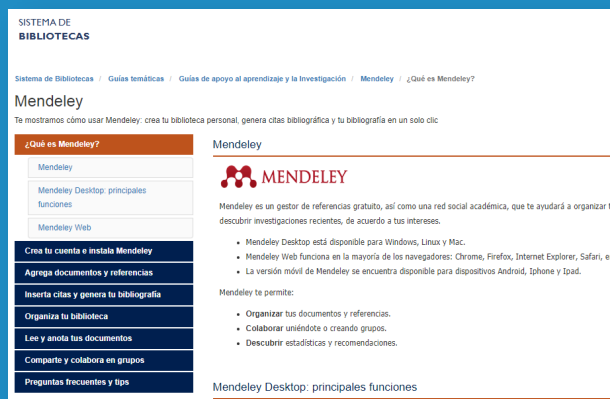 SISTEMA DE
BIBLIOTECAS
Sistema de Bibliotecas / Guías temáticas / Guías de apoyo al aprendizaje y la Investigación / Mendeley / ¿Qué es Mendeley?
Mendeley
Te mostramos cómo usar Mendeley: crea tu biblioteca personal, genera citas bibliográfica y tu bibliografía en un solo clic
¿Qué es Mendeley?
Mendeley
Mendeley Desktop: principales
funciones
Mendeley Web
Crea tu cuenta e instala Mendeley
Agrega documentos y referencias
Inserta citas y genera tu bibliografía
Organiza tu biblioteca
Lee y anota tus documentos
Comparte y colabora en grupos
Preguntas frecuentes y tips
Mendeley
MENDELEY
Mendeley es un gestor de referencias gratuito, así como una red social académica, que te ayudará a organizar
descubrir investigaciones recientes, de acuerdo a tus intereses.
Mendeley Desktop está disponible para Windows, Linux y Mac.
Mendeley Web funciona en la mayoría de los navegadores: Chrome, Firefox, Internet Explorer, Safari,
La versión móvil de Mendeley se encuentra disponible para dispositivos Android, Iphone y Ipad.
Mendeley te permite:
Organizar tus documentos y referencias.
Colaborar uniéndote o creando grupos.
Descubrir estadísticas y recomendaciones.
Mendeley Desktop: principales funciones